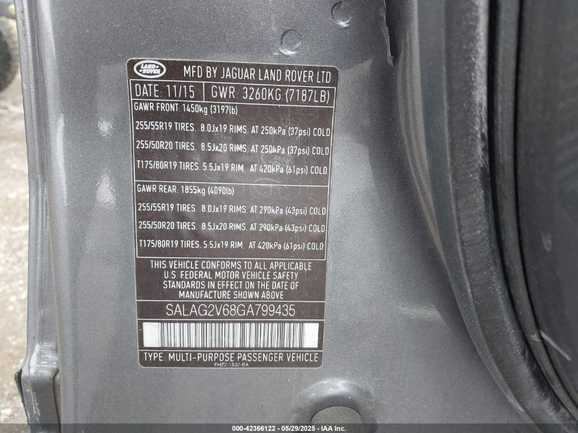 LAND ROVER
MFD BY JAGUAR LAND ROVER LTD
DATE: 11/15 GWR: 3260KG (7187LB)
GAWR FRONT: 1450kg (3197lb)
255/55R19 TIRES. 8.0Jx19 RIMS. AT 250kPa (37psi) COLD
255/50R20 TIRES. 8.5Jx20 RIMS. AT 250kPa (37psi) COLD
T175/80R19 TIRES. 5.5Jx19 RIM. AT 420kPa (61psi) COLD
GAWR REAR: 1855kg (4090lb)
255/55R19 TIRES. 8.0Jx19 RIMS. AT 290kPa (43psi) COLD
255/50R20 TIRES. 8.5Jx20 RIMS. AT 290kPa (43psi) COLD
T175/80R19 TIRES. 5.5Jx19 RIM. AT 420kPa (61psi) COLD
THIS VEHICLE CONFORMS TO ALL APPLICABLE
U.S FEDERAL MOTOR VEHICLE SAFETY
STANDARDS IN EFFECT ON THE DATE OF
MANUFACTURE SHOWN ABOVE
SALAG2V68GA799435
TYPE: MULTI-PURPOSE PASSENGER VEHICLE
000-42366122 - 05/29/2025 - IAA Inc.